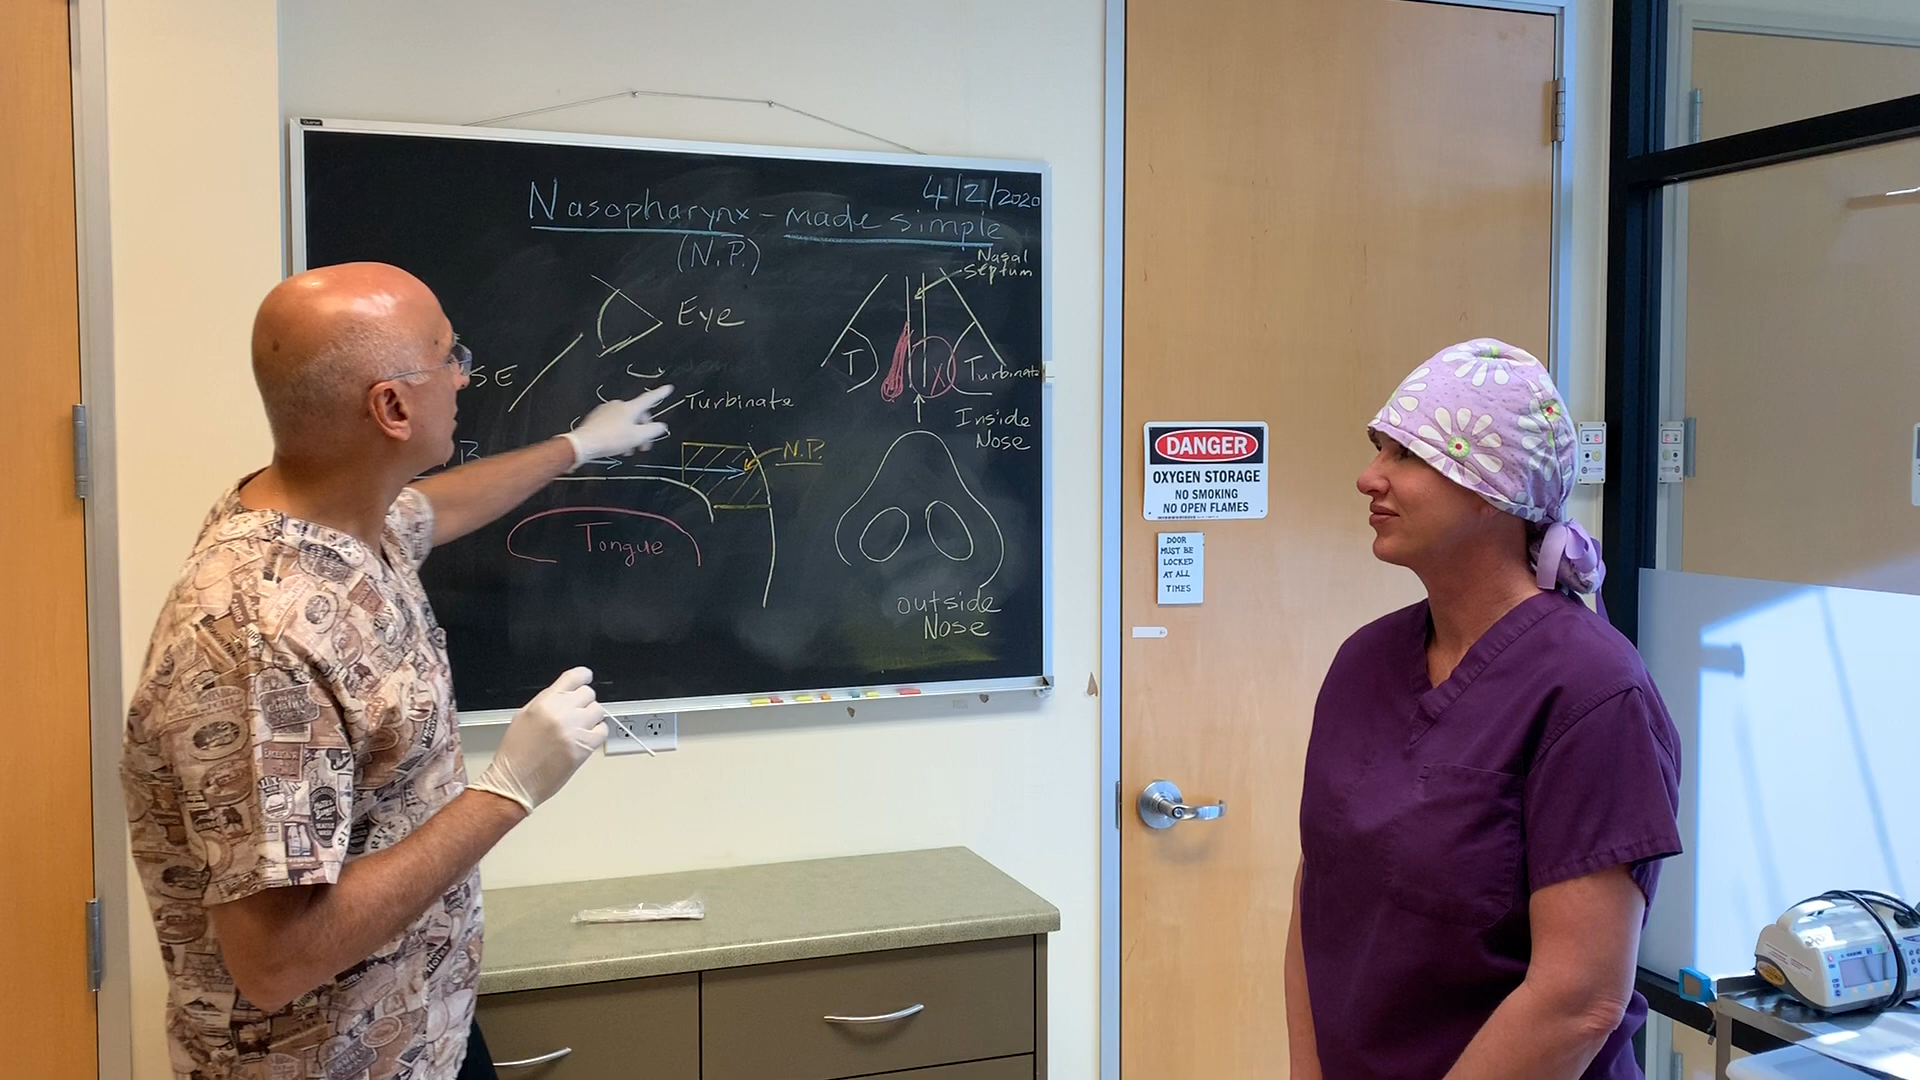 4/2/2020
Nasopharynx - made simple
(N.P.)
Nasal
Septum
Eye
SE
Turbinate
T
X
Turbinate
Inside
Nose
B
N.P.
Tongue
outside
Nose
DANGER
OXYGEN STORAGE
NO SMOKING
NO OPEN FLAMES
DOOR
MUST BE
LOCKED
AT ALL
TIMES